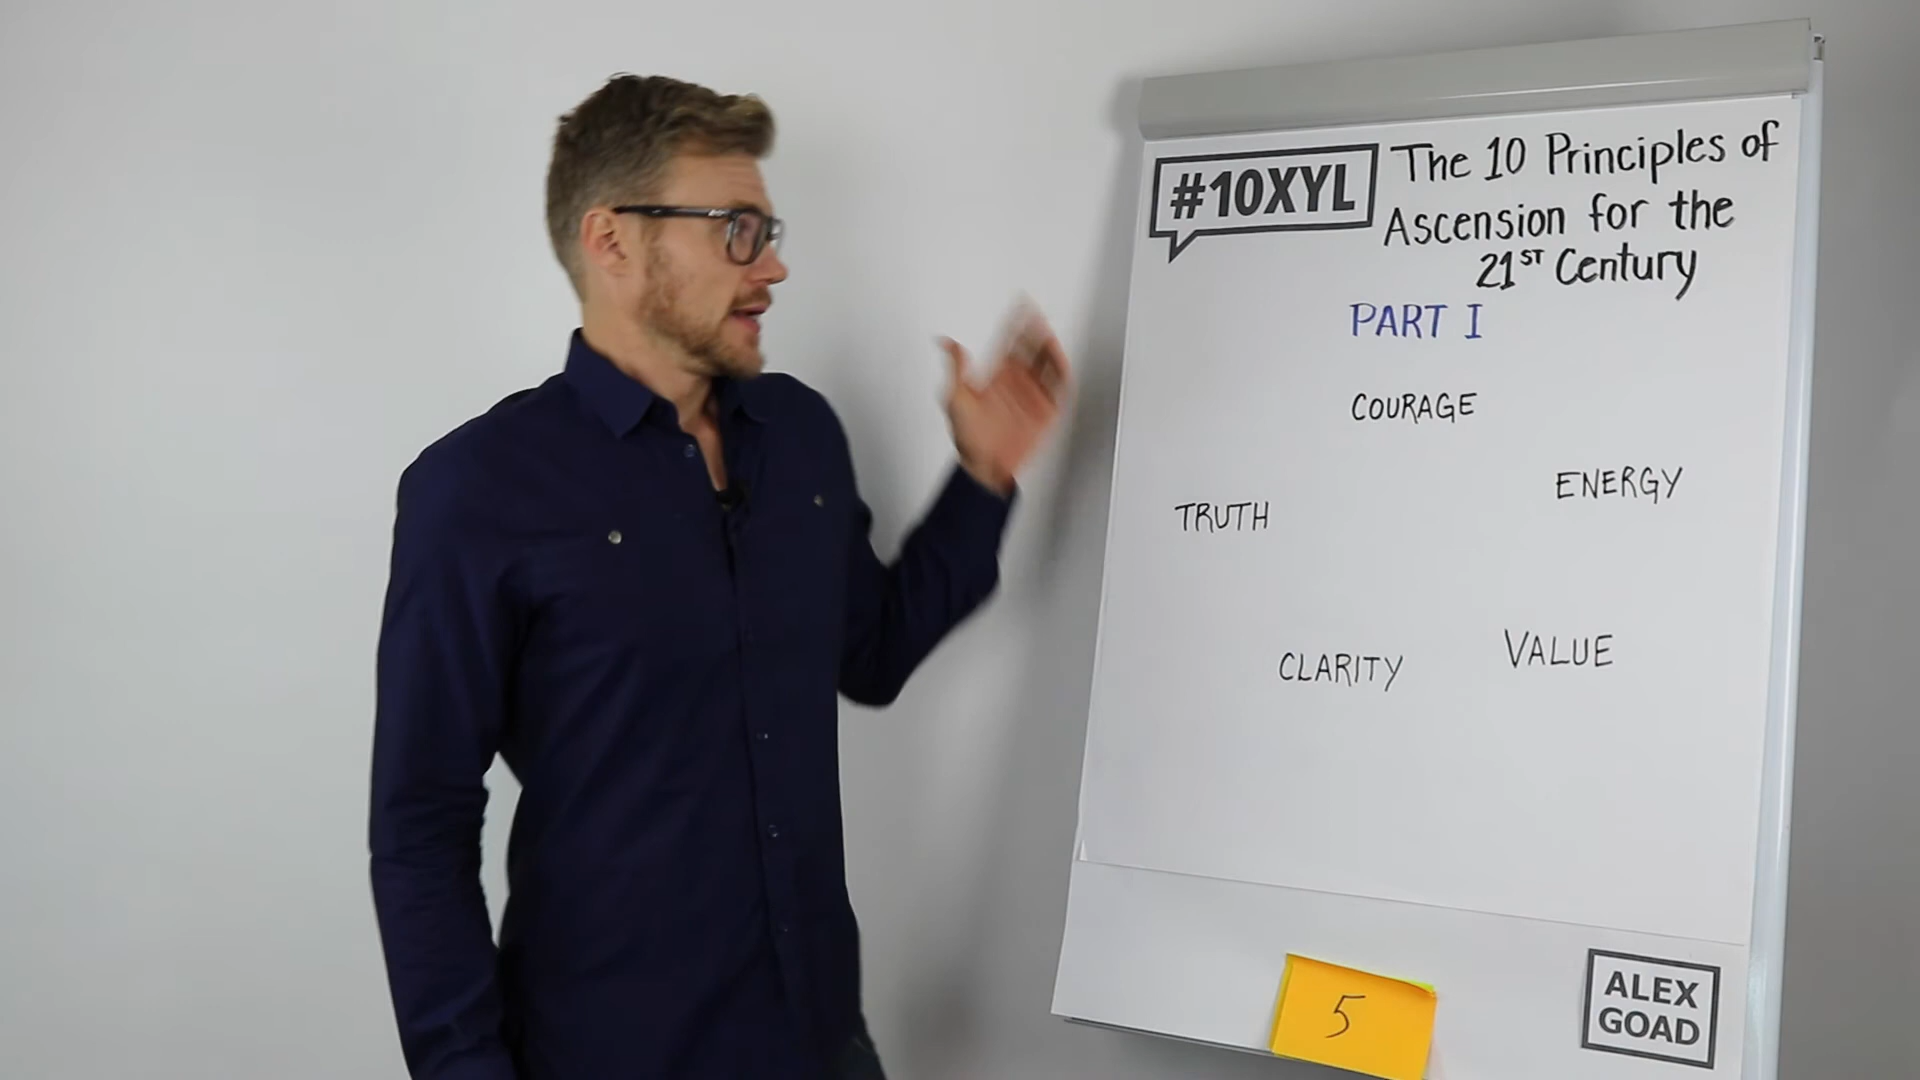 #10XYL
The 10 Principles of
Ascension for the
21ST Century
PART I
COURAGE
ENERGY
TRUTH
VALUE
CLARITY
5
ALEX
GOAD